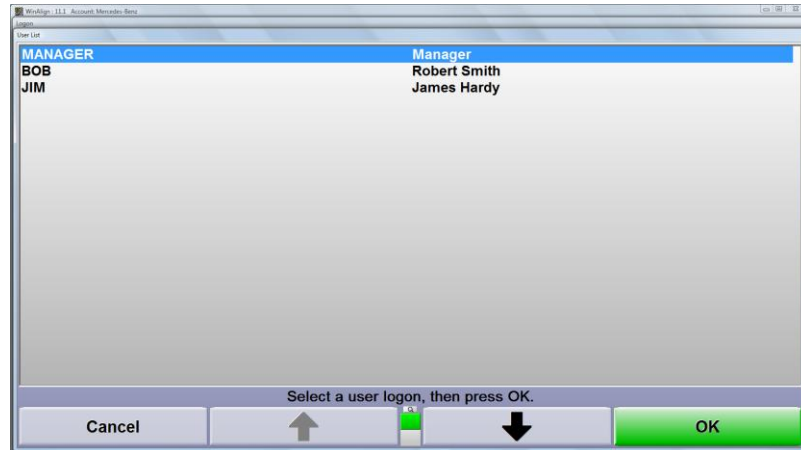 WinAlign - 11.1 Account: Mercedes-Benz
Logon
User List
MANAGER Manager
BOB Robert Smith
JIM James Hardy
Select a user logon, then press OK.
Cancel OK